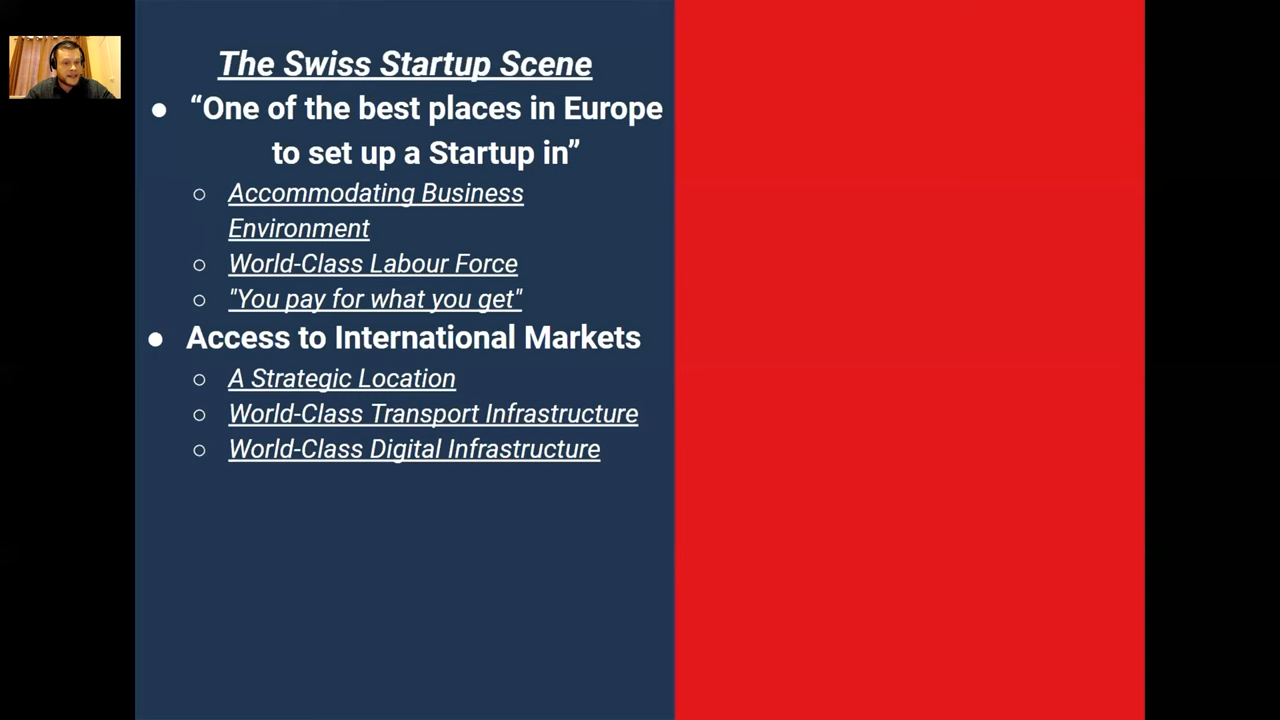 The Swiss Startup Scene
● “One of the best places in Europe
to set up a Startup in”
○ Accommodating Business
Environment
○ World-Class Labour Force
○ "You pay for what you get"
● Access to International Markets
○ A Strategic Location
○ World-Class Transport Infrastructure
○ World-Class Digital Infrastructure